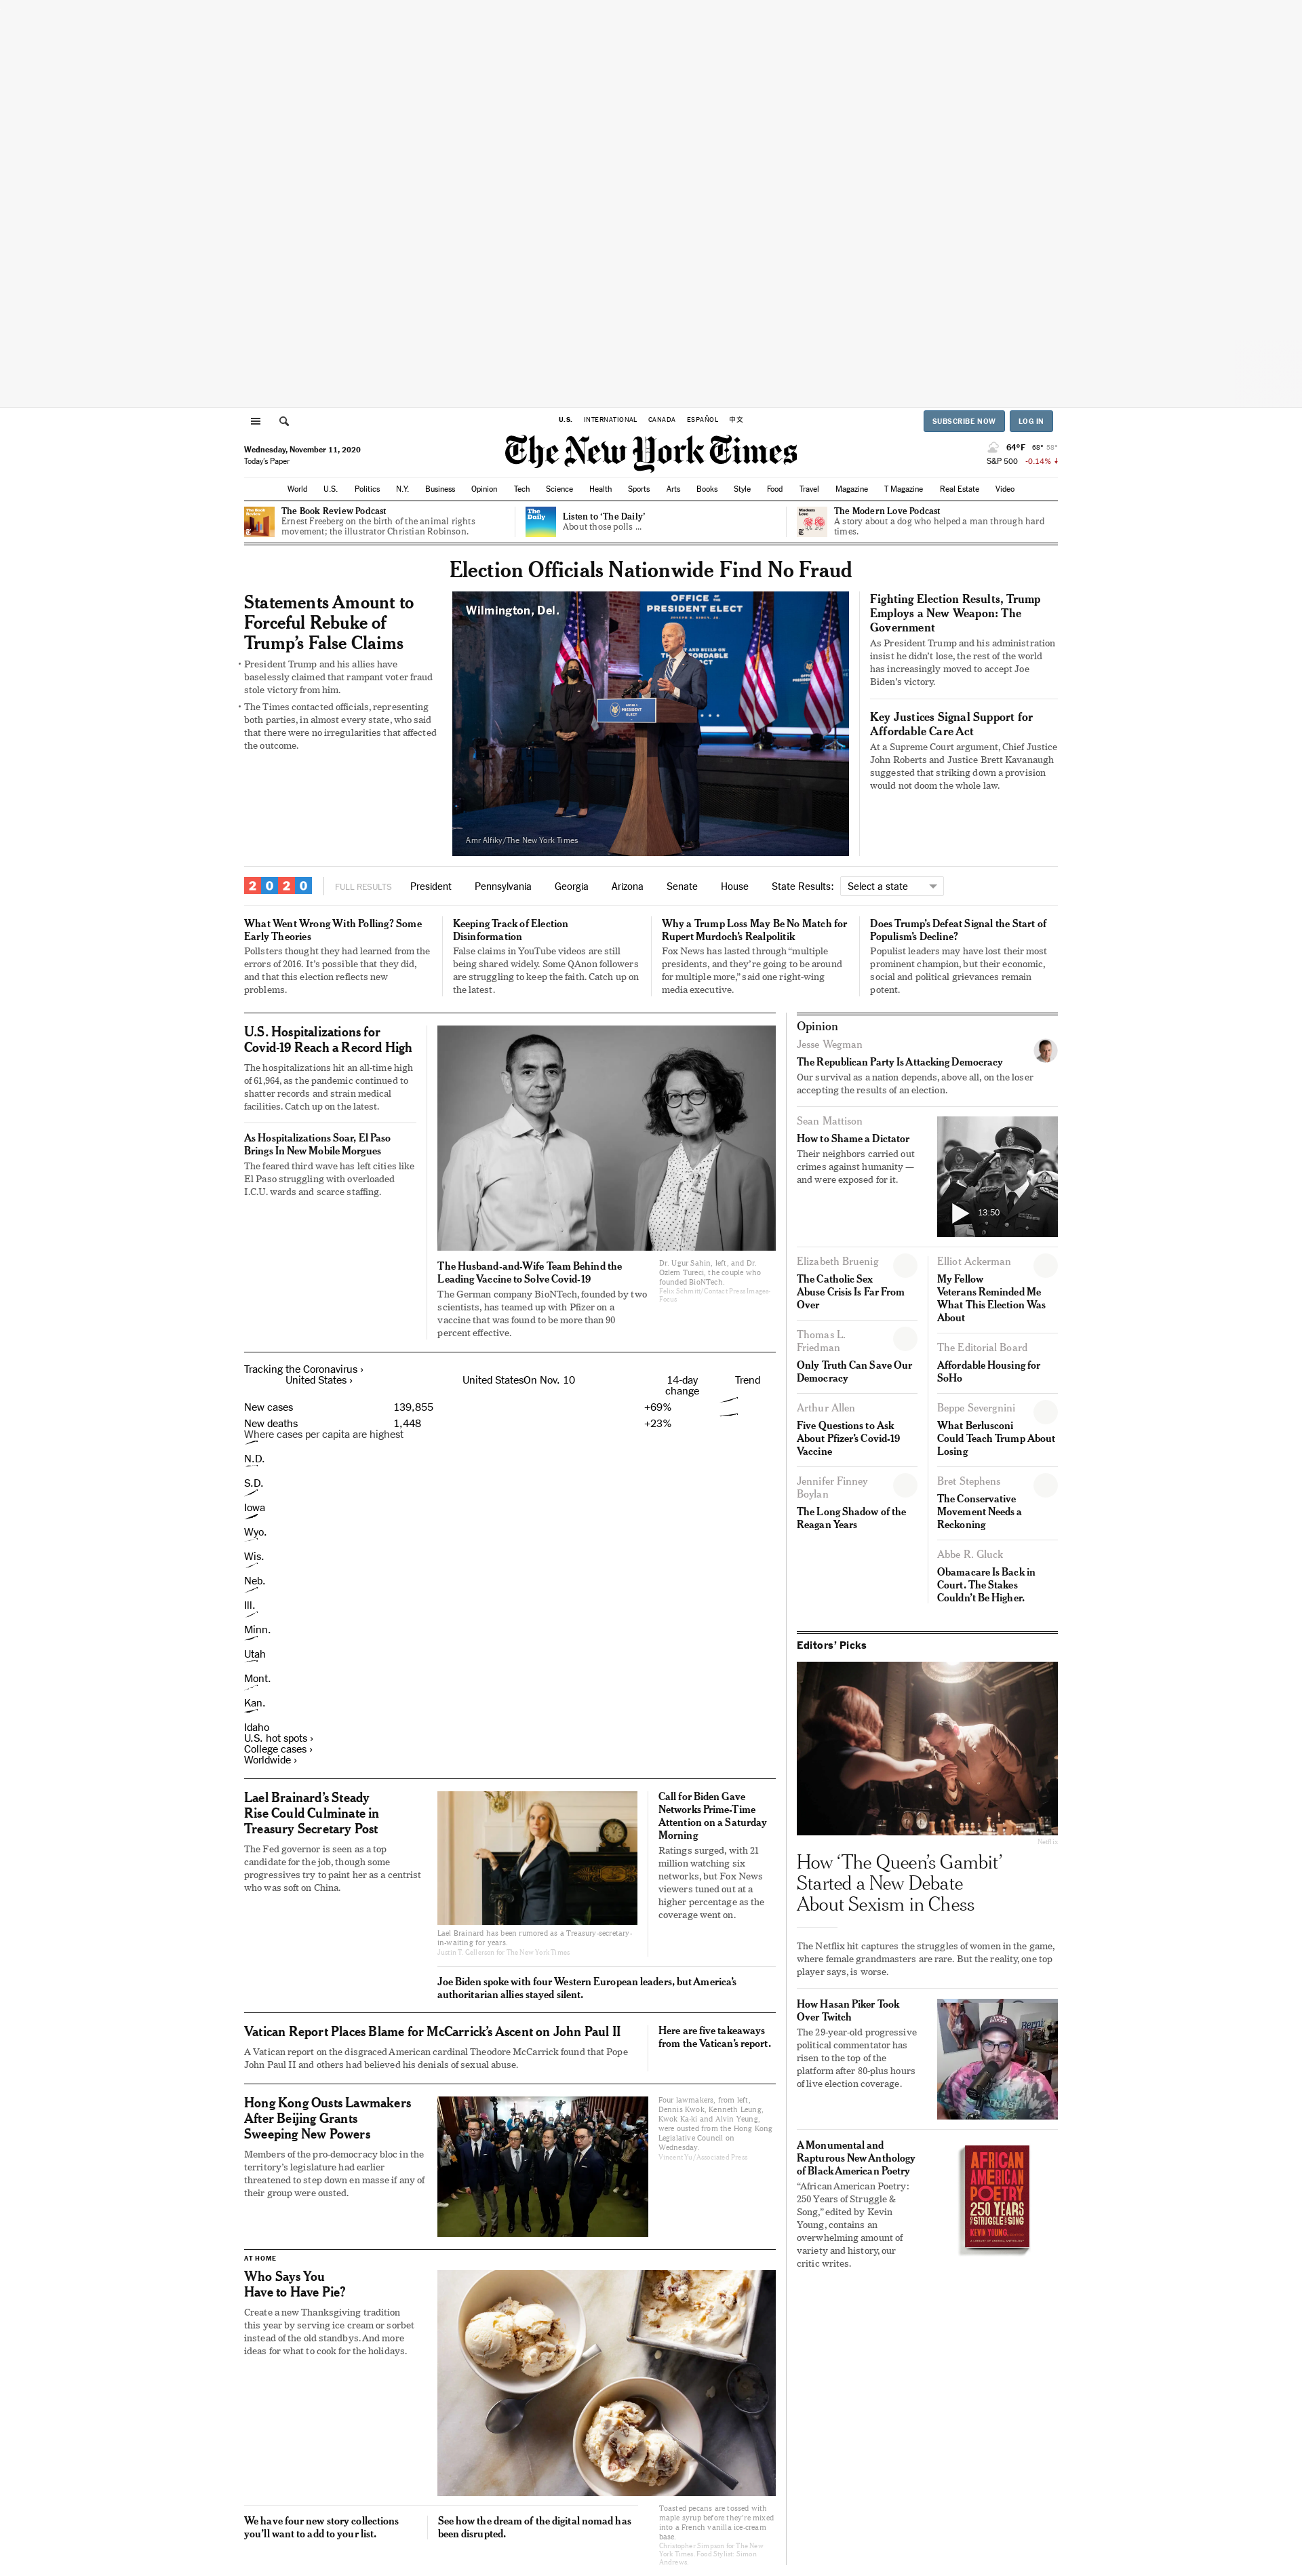 U.S. INTERNATIONAL CANADA ESPAÑOL 中文
SUBSCRIBE NOW LOG IN
Wednesday, November 11, 2020
Today's Paper
The New York Times
64°F 68° 55°
S&P 500 -0.14%
World U.S. Politics N.Y. Business Opinion Tech Science Health Sports Arts Books Style Food Travel Magazine T Magazine Real Estate Video
The Book Review Podcast
Ernest Freeberg on the birth of the animal rights
movement; the illustrator Christian Robinson.
The Daily
Listen to ‘The Daily’
About those polls ...
Modern Love
The Modern Love Podcast
A story about a dog who helped a man through hard
times.
Election Officials Nationwide Find No Fraud
Statements Amount to
Forceful Rebuke of
Trump’s False Claims
• President Trump and his allies have
baselessly claimed that rampant voter fraud
stole victory from him.
• The Times contacted officials, representing
both parties, in almost every state, who said
that there were no irregularities that affected
the outcome.
Wilmington, Del.
OFFICE OF THE
PRESIDENT ELECT
Amr Alfiky/The New York Times
Fighting Election Results, Trump
Employs a New Weapon: The
Government
As President Trump and his administration
insist he didn’t lose, the rest of the world
has increasingly moved to accept Joe
Biden’s victory.
Key Justices Signal Support for
Affordable Care Act
At a Supreme Court argument, Chief Justice
John Roberts and Justice Brett Kavanaugh
suggested that striking down a provision
would not doom the whole law.
2020 FULL RESULTS President Pennsylvania Georgia Arizona Senate House State Results: Select a state
What Went Wrong With Polling? Some
Early Theories
Pollsters thought they had learned from the
errors of 2016. It’s possible that they did,
and that this election reflects new
problems.
Keeping Track of Election
Disinformation
False claims in YouTube videos are still
being shared widely. Some QAnon followers
are struggling to keep the faith. Catch up on
the latest.
Why a Trump Loss May Be No Match for
Rupert Murdoch’s Realpolitik
Fox News has lasted through “multiple
presidents, and they’re going to be around
for multiple more,” said one right-wing
media executive.
Does Trump’s Defeat Signal the Start of
Populism’s Decline?
Populist leaders may have lost their most
prominent champion, but their economic,
social and political grievances remain
potent.
U.S. Hospitalizations for
Covid-19 Reach a Record High
The hospitalizations hit an all-time high
of 61,964, as the pandemic continued to
shatter records and strain medical
facilities. Catch up on the latest.
As Hospitalizations Soar, El Paso
Brings In New Mobile Morgues
The feared third wave has left cities like
El Paso struggling with overloaded
I.C.U. wards and scarce staffing.
The Husband-and-Wife Team Behind the
Leading Vaccine to Solve Covid-19
The German company BioNTech, founded by two
scientists, has teamed up with Pfizer on a
vaccine that was found to be more than 90
percent effective.
Dr. Ugur Sahin, left, and Dr.
Ozlem Tureci, the couple who
founded BioNTech.
Felix Schmitt/Contact Press Images-
Focus
Tracking the Coronavirus ›
United States › United StatesOn Nov. 10 14-day
change Trend
New cases 139,855 +69%
New deaths 1,448 +23%
Where cases per capita are highest
N.D.
S.D.
Iowa
Wyo.
Wis.
Neb.
Ill.
Minn.
Utah
Mont.
Kan.
Idaho
U.S. hot spots ›
College cases ›
Worldwide ›
Lael Brainard’s Steady
Rise Could Culminate in
Treasury Secretary Post
The Fed governor is seen as a top
candidate for the job, though some
progressives try to paint her as a centrist
who was soft on China.
Lael Brainard has been rumored as a Treasury-secretary-
in-waiting for years.
Justin T. Gellerson for The New York Times
Call for Biden Gave
Networks Prime-Time
Attention on a Saturday
Morning
Ratings surged, with 21
million watching six
networks, but Fox News
viewers tuned out at a
higher percentage as the
coverage went on.
Joe Biden spoke with four Western European leaders, but America’s
authoritarian allies stayed silent.
Vatican Report Places Blame for McCarrick’s Ascent on John Paul II
A Vatican report on the disgraced American cardinal Theodore McCarrick found that Pope
John Paul II and others had believed his denials of sexual abuse.
Here are five takeaways
from the Vatican’s report.
Hong Kong Ousts Lawmakers
After Beijing Grants
Sweeping New Powers
Members of the pro-democracy bloc in the
territory’s legislature had earlier
threatened to step down en masse if any of
their group were ousted.
Four lawmakers, from left,
Dennis Kwok, Kenneth Leung,
Kwok Ka-ki and Alvin Yeung,
were ousted from the Hong Kong
Legislative Council on
Wednesday.
Vincent Yu/Associated Press
AT HOME
Who Says You
Have to Have Pie?
Create a new Thanksgiving tradition
this year by serving ice cream or sorbet
instead of the old standbys. And more
ideas for what to cook for the holidays.
We have four new story collections
you’ll want to add to your list.
See how the dream of the digital nomad has
been disrupted.
Toasted pecans are tossed with
maple syrup before they’re mixed
into a French vanilla ice-cream
base.
Christopher Simpson for The New
York Times. Food Stylist: Simon
Andrews.
Opinion
Jesse Wegman
The Republican Party Is Attacking Democracy
Our survival as a nation depends, above all, on the loser
accepting the results of an election.
Sean Mattison
How to Shame a Dictator
Their neighbors carried out
crimes against humanity —
and were exposed for it.
13:50
Elizabeth Bruenig
The Catholic Sex
Abuse Crisis Is Far From
Over
Thomas L.
Friedman
Only Truth Can Save Our
Democracy
Arthur Allen
Five Questions to Ask
About Pfizer’s Covid-19
Vaccine
Jennifer Finney
Boylan
The Long Shadow of the
Reagan Years
Elliot Ackerman
My Fellow
Veterans Reminded Me
What This Election Was
About
The Editorial Board
Affordable Housing for
SoHo
Beppe Severgnini
What Berlusconi
Could Teach Trump About
Losing
Bret Stephens
The Conservative
Movement Needs a
Reckoning
Abbe R. Gluck
Obamacare Is Back in
Court. The Stakes
Couldn’t Be Higher.
Editors’ Picks
Netflix
How ‘The Queen’s Gambit’
Started a New Debate
About Sexism in Chess
The Netflix hit captures the struggles of women in the game,
where female grandmasters are rare. But the reality, one top
player says, is worse.
How Hasan Piker Took
Over Twitch
The 29-year-old progressive
political commentator has
risen to the top of the
platform after 80-plus hours
of live election coverage.
A Monumental and
Rapturous New Anthology
of Black American Poetry
“African American Poetry:
250 Years of Struggle &
Song,” edited by Kevin
Young, contains an
overwhelming amount of
variety and history, our
critic writes.
AFRICAN
AMERICAN
POETRY
250 YEARS
OF STRUGGLE & SONG
KEVIN YOUNG